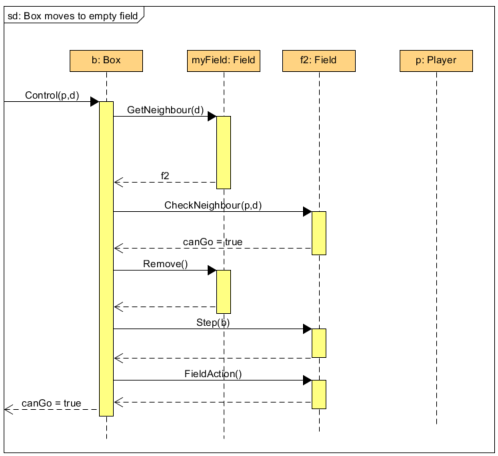 sd: Box moves to empty field
b: Box
myField: Field
f2: Field
p: Player
Control(p,d)
GetNeighbour(d)
f2
CheckNeighbour(p,d)
canGo = true
Remove()
Step(b)
FieldAction()
canGo = true